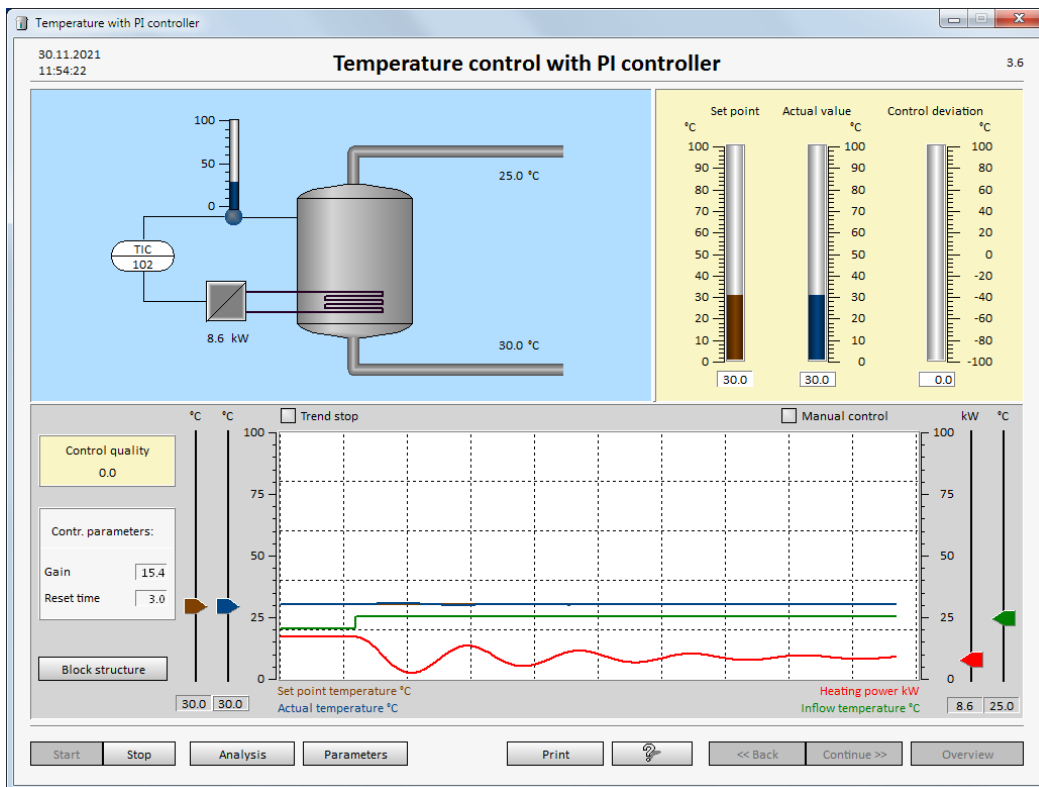 Temperature with PI controller
30.11.2021
11:54:22
Temperature control with PI controller
3.6
100
50
0
TIC
102
8.6 kW
25.0 °C
30.0 °C
Set point Actual value Control deviation
°C °C °C
100 100 100
90 90 80
80 80 60
70 70 40
60 60 20
50 50 0
40 40 -20
30 30 -40
20 20 -60
10 10 -80
0 0 -100
30.0 30.0 0.0
°C °C Trend stop Manual control kW °C
Control quality
0.0
Contr. parameters:
Gain 15.4
Reset time 3.0
Block structure
100 100
75 75
50 50
25 25
0 0
30.0 30.0
Set point temperature °C Heating power kW
Actual temperature °C Inflow temperature °C
8.6 25.0
Start Stop Analysis Parameters Print ? << Back Continue >> Overview